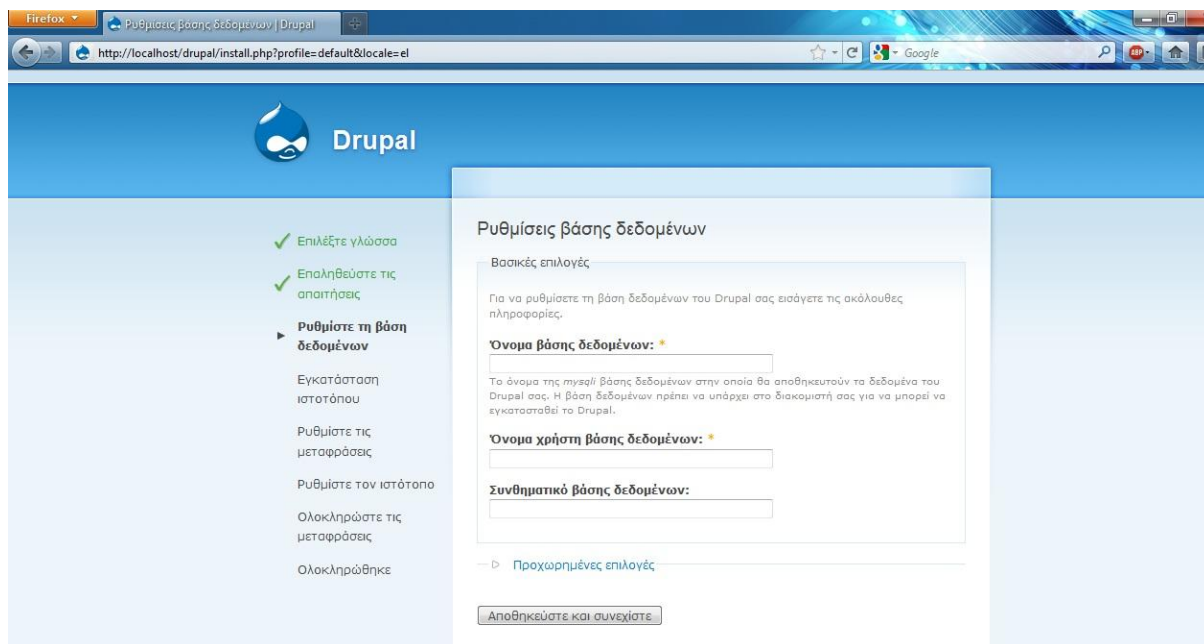 Firefox
Ρυθμίσεις βάσης δεδομένων | Drupal
http://localhost/drupal/install.php?profile=default&locale=el
Google
ABP
Drupal
Επιλέξτε γλώσσα
Επαληθεύστε τις
απαιτήσεις
Ρυθμίστε τη βάση
δεδομένων
Εγκατάσταση
ιστοτόπου
Ρυθμίστε τις
μεταφράσεις
Ρυθμίστε τον ιστότοπο
Ολοκληρώστε τις
μεταφράσεις
Ολοκληρώθηκε
Ρυθμίσεις βάσης δεδομένων
Βασικές επιλογές
Για να ρυθμίσετε τη βάση δεδομένων του Drupal σας εισάγετε τις ακόλουθες
πληροφορίες.
Όνομα βάσης δεδομένων: *
Το όνομα της mysqli βάσης δεδομένων στην οποία θα αποθηκευτούν τα δεδομένα του
Drupal σας. Η βάση δεδομένων πρέπει να υπάρχει στο διακομιστή σας για να μπορεί να
εγκατασταθεί το Drupal.
Όνομα χρήστη βάσης δεδομένων: *
Συνθηματικό βάσης δεδομένων:
Προχωρημένες επιλογές
Αποθηκεύστε και συνεχίστε